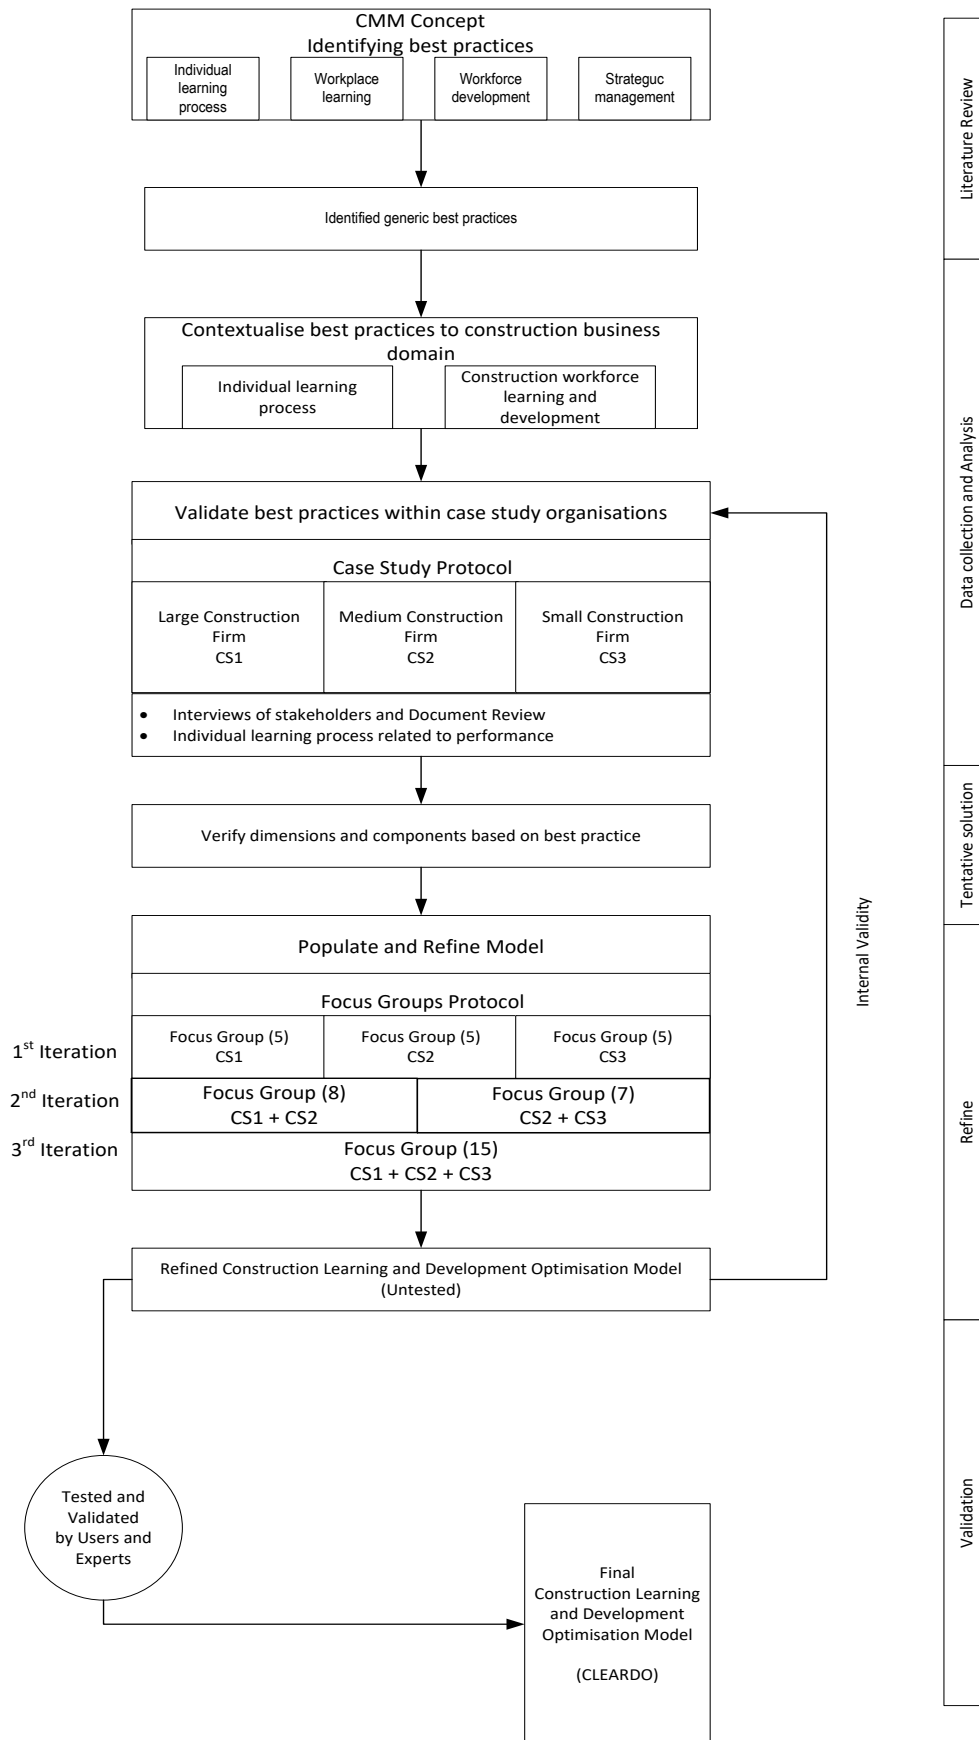 CMM Concept
Identifying best practices
Individual
learning
process
Workplace
learning
Workforce
development
Strateguc
management
Identified generic best practices
Contextualise best practices to construction business
domain
Individual learning
process
Construction workforce
learning and
development
Validate best practices within case study organisations
Case Study Protocol
Large Construction
Firm
CS1
Medium Construction
Firm
CS2
Small Construction
Firm
CS3
• Interviews of stakeholders and Document Review
• Individual learning process related to performance
Verify dimensions and components based on best practice
Populate and Refine Model
Focus Groups Protocol
1st Iteration
Focus Group (5)
CS1
Focus Group (5)
CS2
Focus Group (5)
CS3
2nd Iteration
Focus Group (8)
CS1 + CS2
Focus Group (7)
CS2 + CS3
3rd Iteration
Focus Group (15)
CS1 + CS2 + CS3
Refined Construction Learning and Development Optimisation Model
(Untested)
Tested and
Validated
by Users and
Experts
Final
Construction Learning
and Development
Optimisation Model
(CLEARDO)
Internal Validity
Literature Review
Data collection and Analysis
Tentative solution
Refine
Validation